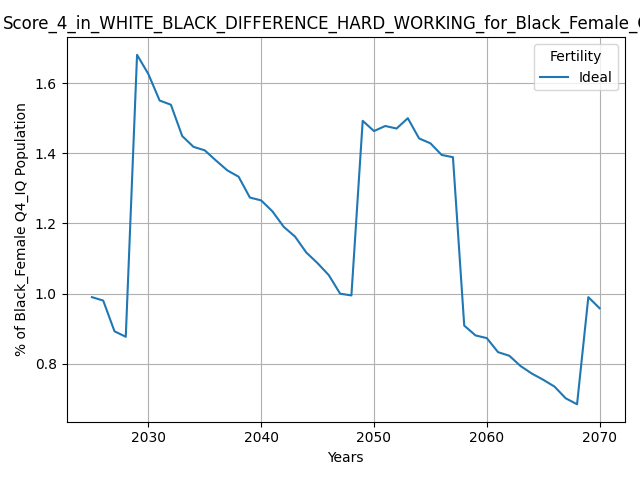 Score_4_in_WHITE_BLACK_DIFFERENCE_HARD_WORKING_for_Black_Female_
Fertility
Ideal
% of Black_Female Q4_IQ Population
1.6
1.4
1.2
1.0
0.8
2030 2040 2050 2060 2070
Years